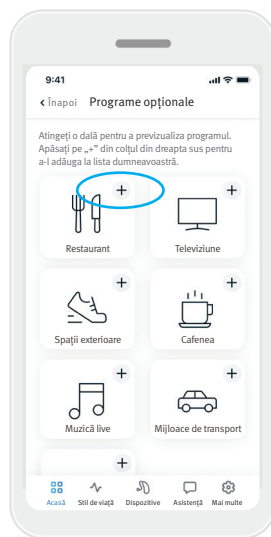 9:41
Înapoi Programe opționale
Atingeți o dală pentru a previzualiza programul.
Apăsați pe „+” din colțul din dreapta sus pentru
a-l adăuga la lista dumneavoastră.
+ +
Restaurant Televiziune
+ +
Spații exterioare Cafenea
+ +
Muzică live Mijloace de transport
+
Acasă Stil de viață Dispozitive Asistență Mai multe